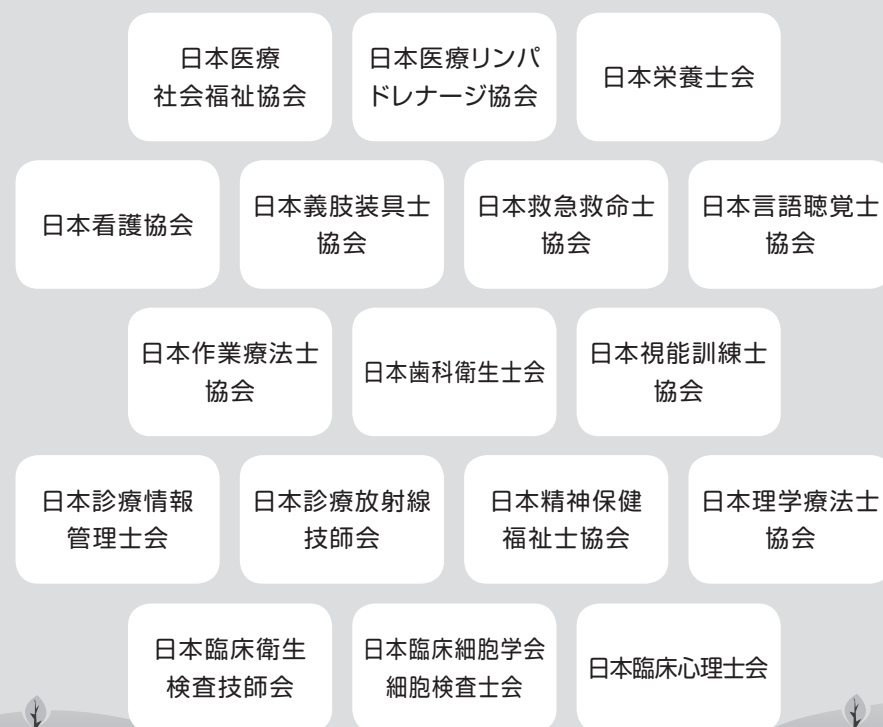 日本医療
社会福祉協会
日本医療リンパ
ドレナージ協会
日本栄養士会
日本看護協会
日本義肢装具士
協会
日本救急救命士
協会
日本言語聴覚士
協会
日本作業療法士
協会
日本歯科衛生士会
日本視能訓練士
協会
日本診療情報
管理士会
日本診療放射線
技師会
日本精神保健
福祉士協会
日本理学療法士
協会
日本臨床衛生
検査技師会
日本臨床細胞学会
細胞検査士会
日本臨床心理士会